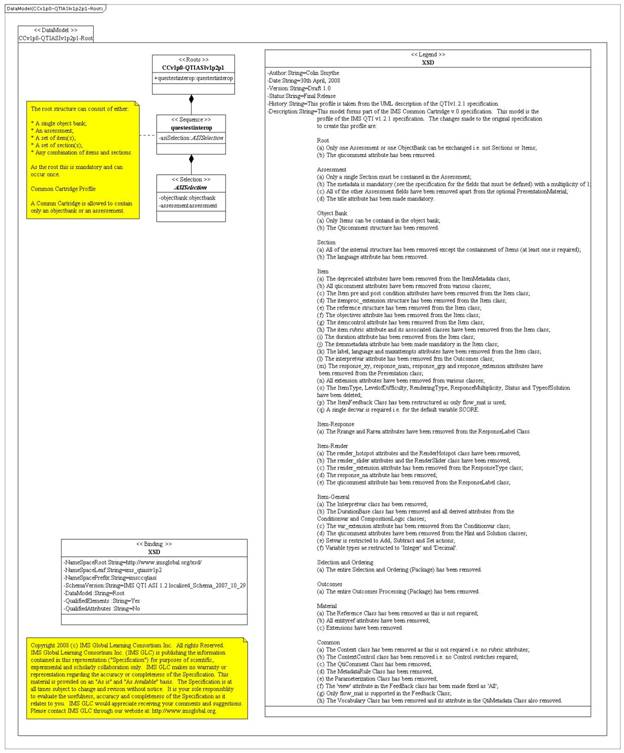 DataModel(CCv1p0-QTIASIv1p2p1-Root)
<< DataModel >>
CCv1p0-QTIASIv1p2p1-Root
<< Roots >>
CCv1p0-QTIASIv1p2p1
+questestinterop:questestinterop
<< Sequence >>
questestinterop
-asiSelection:ASISelection
<< Selection >>
ASISelection
-objectbank:objectbank
-assessment:assessment
The root structure can consist of either:
* A single object bank;
* An assessment;
* A set of item(s);
* A set of section(s);
* Any combination of items and sections.
As the root this is mandatory and can
occur once.
Common Cartridge Profile
A Common Cartridge is allowed to contain
only an objectbank or an assessment.
<< Legend >>
XSD
-Author:String=Colin Smythe
-Date:String=30th April, 2008
-Version:String=Draft 1.0
-Status:String=Final Release
-History:String=This profile is taken from the UML description of the QTIv1.2.1 specification.
-Description:String=This model forms part of the IMS Common Cartridge v.0 specification. This model is the
profile of the IMS QTI v1.2.1 specification. The changes made to the original specification
to create this profile are:
Root
(a) Only one Assessment or one ObjectBank can be exchanged i.e. not Sections or Items;
(b) The qticomment attribute has been removed.
Assessment
(a) Only a single Section must be contained in the Assessment;
(b) The metadata is mandatory (see the specification for the fields that must be defined) with a multiplicity of 1
(c) All of the other Assessment fields have been removed apart from the optional PresentationMaterial;
(d) The title attribute has been made mandatory.
Object Bank
(a) Only Items can be contained in the object bank;
(b) The Qticomment structure has been removed.
Section
(a) All of the internal structure has been removed except the containment of Items (at least one is required);
(b) The language attribute has been removed.
Item
(a) The deprecated attributes have been removed from the ItemMetadata class;
(b) All qticomment attributes have been removed from various classes;
(c) The Item pre and post condition attributes have been removed from the Item class;
(d) The itemproc_extension structure has been removed from the Item class;
(e) The reference structure has been removed from the Item class;
(f) The objectives attribute has been removed from the Item class;
(g) The itemcontrol attribute has been removed from the Item class;
(h) The item rubric attribute and its associated classes have been removed from the Item class;
(i) The duration attribute has been removed from the Item class;
(j) The itemmetadata attribute has been made mandatory in the Item class;
(k) The label, language and maxattempts attributes have been removed from the Item class;
(l) The interpretvar attribute has been removed from the Outcomes class;
(m) The response_xy, response_num, response_grp and response_extension attributes have
been removed from the Presentation class;
(n) All extension attributes have been removed from various classes;
(o) The ItemType, LevelofDifficulty, RenderingType, ResponseMultiplicity, Status and TypeofSolution
have been deleted;
(p) The ItemFeedback Class has been restructured as only flow_mat is used;
(q) A single decvar is required i.e. for the default variable SCORE.
Item-Response
(a) The Rrange and Rarea attributes have been removed from the ResponseLabel Class
Item-Render
(a) The render_hotspot attributes and the RenderHotspot class have been removed;
(b) The render_slider attributes and the RenderSlider class have been removed;
(c) The render_extension attribute has been removed from the ResponseType class;
(d) The response_na attribute has been removed;
(e) The qticomment attribute has been removed from the ResponseLabel class;
Item-General
(a) The Interpretvar class has been removed;
(b) The DurationBase class has been removed and all derived attributes from the
Conditionvar and CompositionLogic classes;
(c) The var_extension attribute has been removed from the Conditionvar class;
(d) The qticomment attributes have been removed from the Hint and Solution classes;
(e) Setvar is restricted to Add, Subtract and Set actions;
(f) Variable types are restructed to 'Integer' and 'Decimal'.
Selection and Ordering
(a) The entire Selection and Ordering (Package) has been removed.
Outcomes
(a) The entire Outcomes Processing (Package) has been removed.
Material
(a) The Reference Class has been removed as this is not required;
(b) All entityref attributes have been removed;
(c) Extensions have been removed.
Common
(a) The Context class has been removed as this is not required i.e. no rubric attributes;
(b) The ContextControl class has been removed i.e. no Control switches required;
(c) The QtiComment Class has been removed;
(d) The MetadataRule Class has been removed;
(e) the Parameterization Class has been removed;
(f) The 'view' attribute in the FeedBack class has been made fixed as 'All';
(g) Only flow_mat is supported in the Feedback Class;
(h) The Vocabulary Class has been removed and its attribute in the QtiMetadata Class also removed.
<< Binding >>
XSD
-NameSpaceRoot:String=http://www.imsglobal.org/xsd/
-NameSpaceLeaf:String=ims_qtiasiv1p2
-NameSpacePrefix:String=imsccqtiasi
-SchemaVersion:String=IMS QTI ASI 1.2 localised_Schema_2007_10_29
-DataModel:String=Root
-QualifiedElements:String=Yes
-QualifiedAttributes:String=No
Copyright 2008 (c) IMS Global Learning Consortium Inc. All rights Reserved.
IMS Global Learning Consortium, Inc. (IMS GLC) is publishing the information
contained in this representation ("Specification") for purposes of scientific,
experimental and scholarly collaboration only. IMS GLC makes no warranty or
representation regarding the accuracy or completeness of the Specification. This
material is provided on an "As Is" and "As Available" basis. The Specification is at
all times subject to change and revision without notice. It is your sole responsiblity
to evaluate the usefulness, accuracy and completeness of the Specification as it
relates to you. IMS GLC would appreciate receiving your comments and suggestions.
Please contact IMS GLC through our website at: http://www.imsglobal.org.